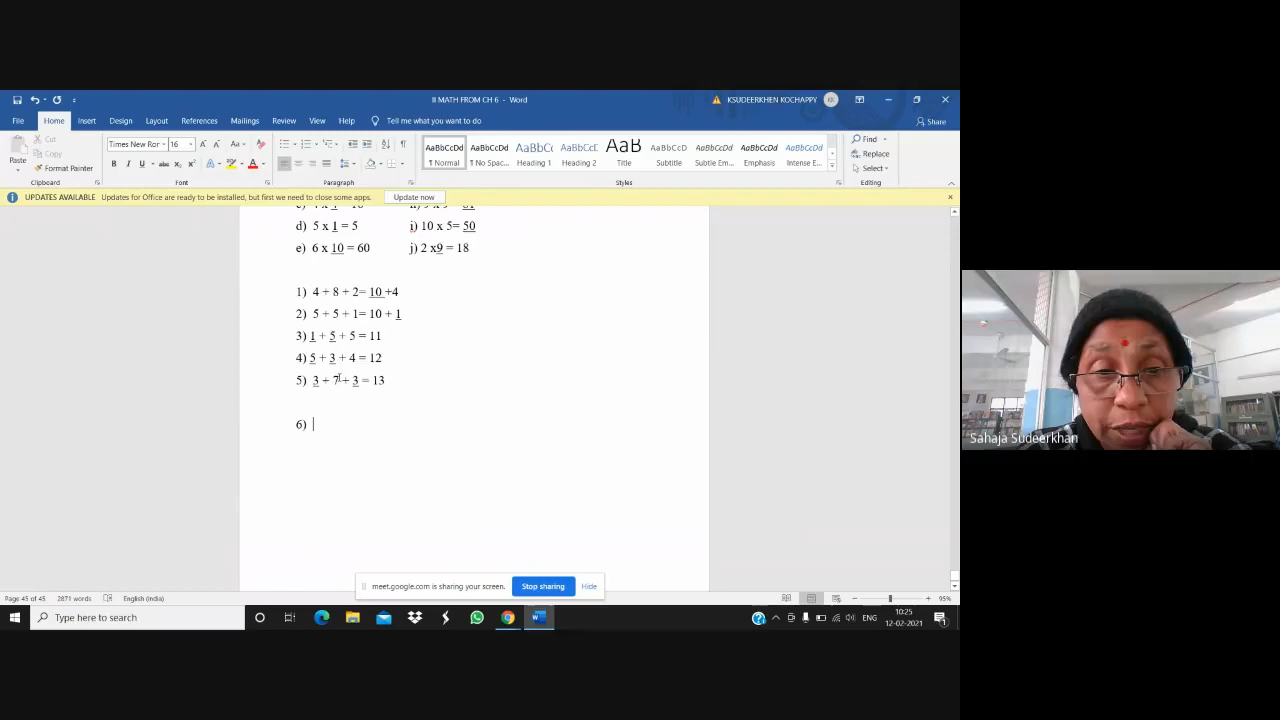 II MATH FROM CH 6 - Word
KSUDEERKHEN KOCHAPPY
KK
File Home Insert Design Layout References Mailings Review View Help Tell me what you want to do
Share
Paste
Cut
Copy
Format Painter
Clipboard
Times New Ror 16
Font
Paragraph
AaBbCcDd AaBbCcDd AaBbCc AaBbCcD AaB AaBbCcD AaBbCcDd AaBbCcDd AaBbCcDd
¶ Normal ¶ No Spac... Heading 1 Heading 2 Title Subtitle Subtle Em... Emphasis Intense E...
Styles
Find
Replace
Select
Editing
UPDATES AVAILABLE Updates for Office are ready to be installed, but first we need to close some apps. Update now
d) 5 x 1 = 5 i) 10 x 5= 50
e) 6 x 10 = 60 j) 2 x9 = 18
1) 4 + 8 + 2= 10 +4
2) 5 + 5 + 1= 10 + 1
3) 1 + 5 + 5 = 11
4) 5 + 3 + 4 = 12
5) 3 + 7 + 3 = 13
6)
Sahaja Sudeerkhan
meet.google.com is sharing your screen. Stop sharing Hide
Page 45 of 45 2871 words English (India) 95%
Type here to search
ENG
10:25
12-02-2021